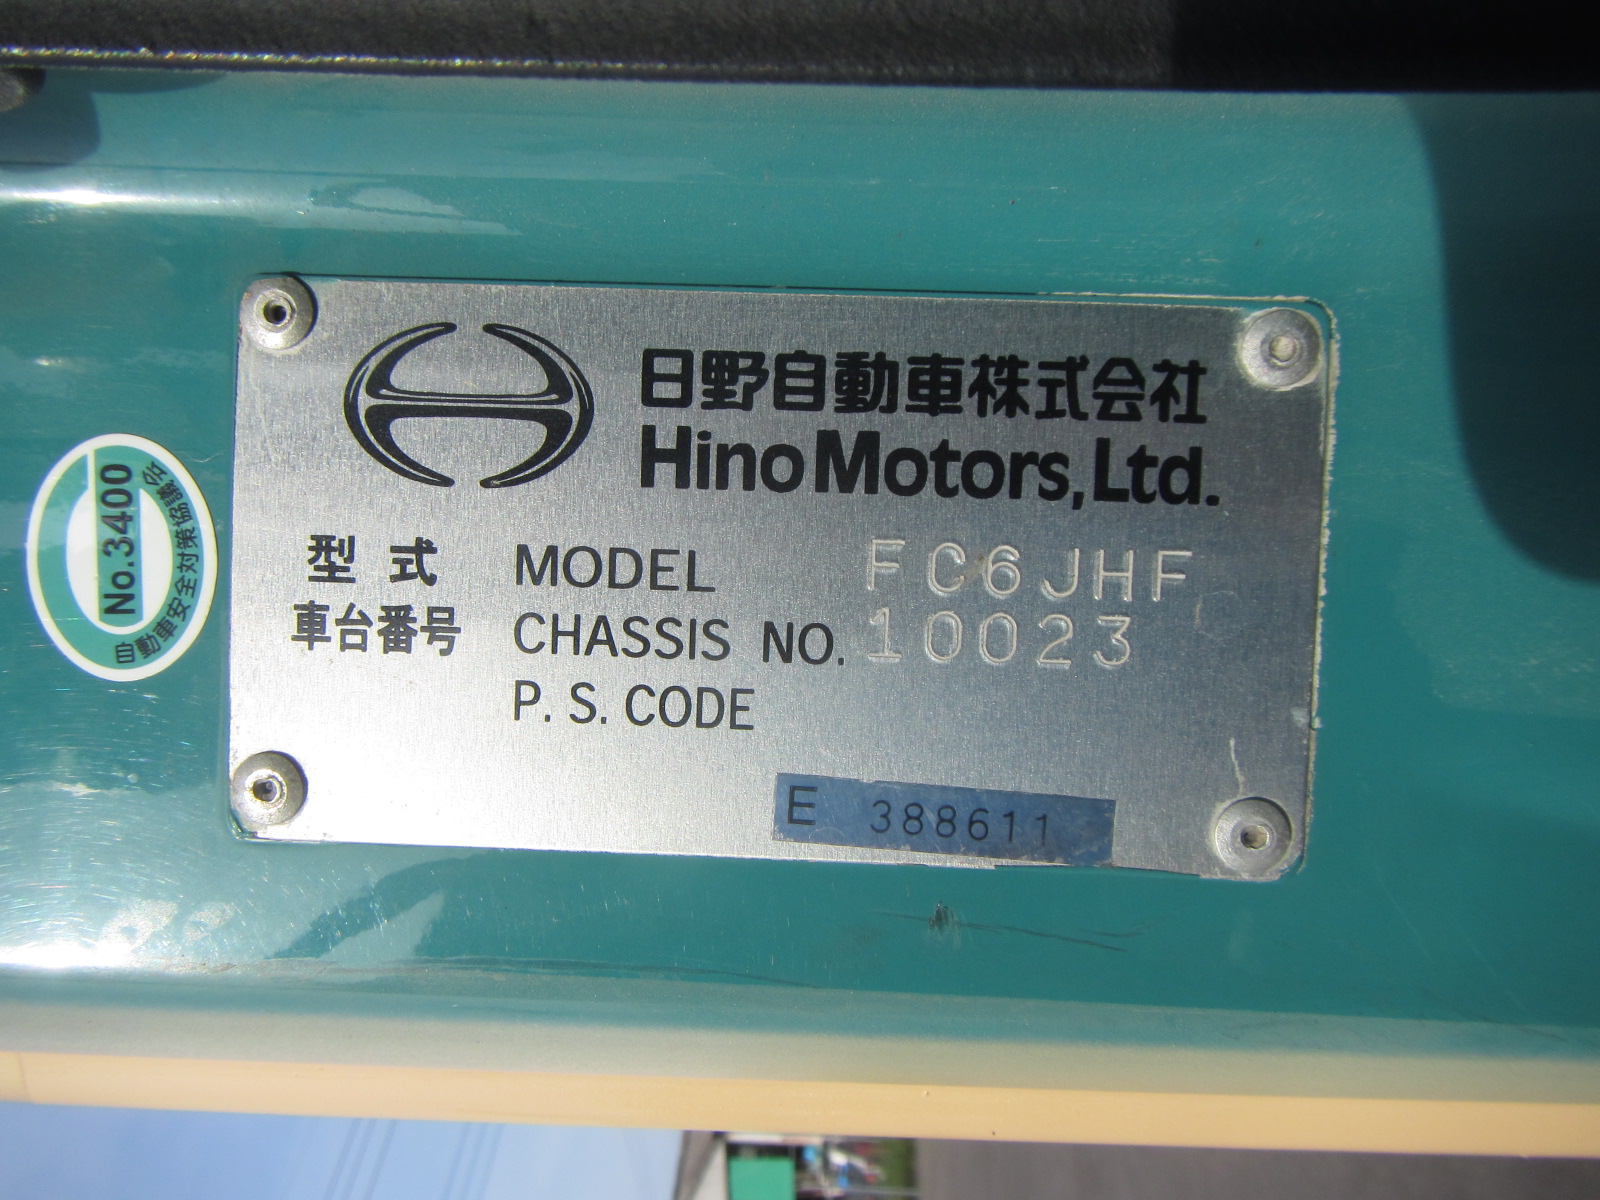 日野自動車株式会社
Hino Motors, Ltd.
型式 MODEL FC6JHF
車台番号 CHASSIS NO. 10023
P. S. CODE
E 388611
No.3400
自動車安全対策協議会